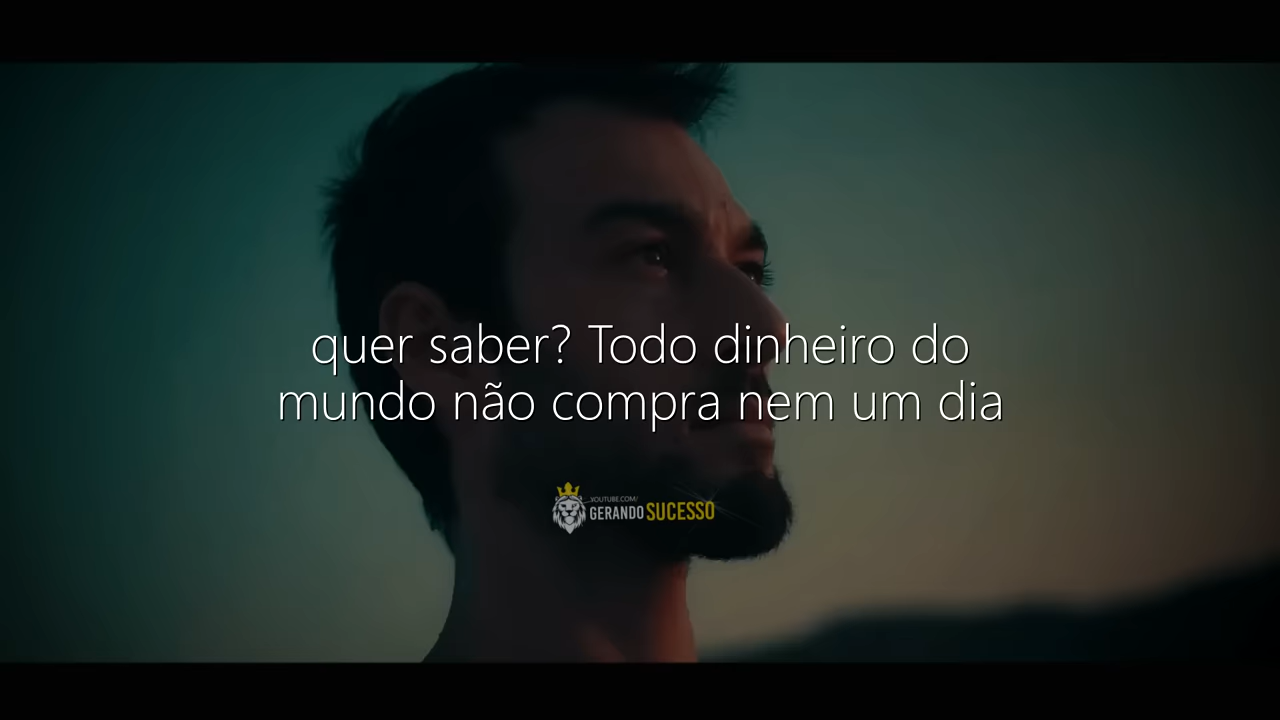 quer saber? Todo dinheiro do
mundo não compra nem um dia
YOUTUBE.COM/
GERANDO SUCESSO